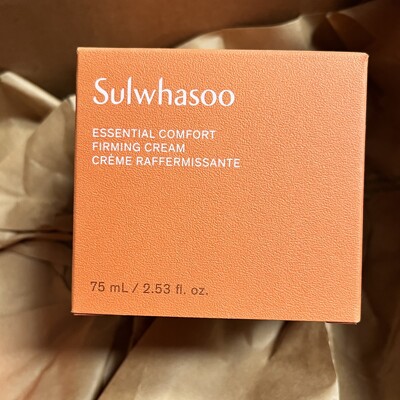 Sulwhasoo
ESSENTIAL COMFORT
FIRMING CREAM
CRÈME RAFFERMISSANTE
75 mL / 2.53 fl. oz.